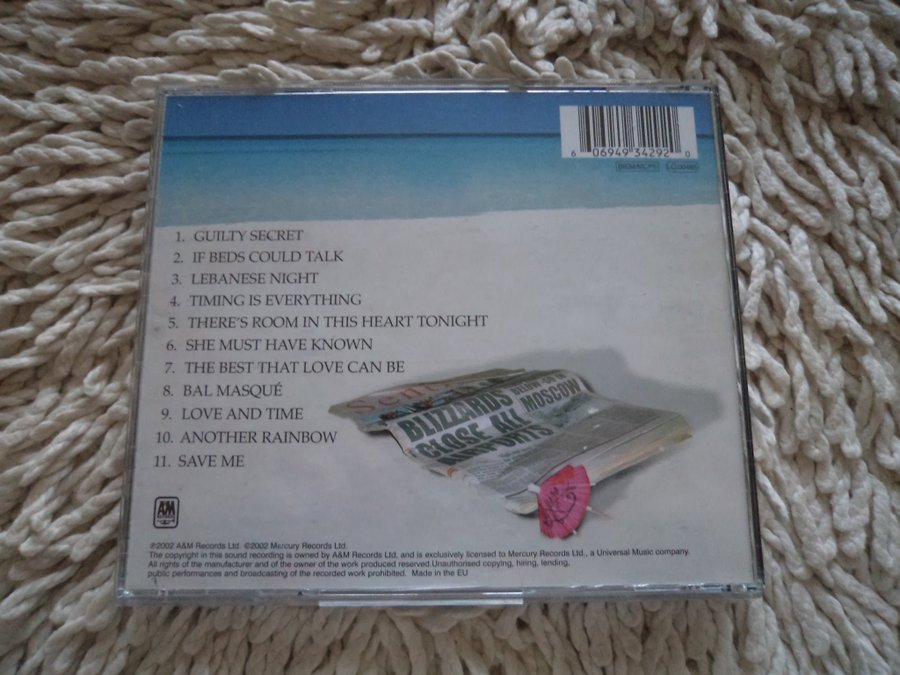 6 06949 34292 0
1. GUILTY SECRET
2. IF BEDS COULD TALK
3. LEBANESE NIGHT
4. TIMING IS EVERYTHING
5. THERE'S ROOM IN THIS HEART TONIGHT
6. SHE MUST HAVE KNOWN
7. THE BEST THAT LOVE CAN BE
8. BAL MASQUÉ
9. LOVE AND TIME
10. ANOTHER RAINBOW
11. SAVE ME
BLIZZARDS
CLOSE ALL
AIRPORTS
MOSCOW
A&M
℗2002 A&M Records Ltd. ©2002 Mercury Records Ltd.
The copyright in this sound recording is owned by A&M Records Ltd, and is exclusively licensed to Mercury Records Ltd., a Universal Music company.
All rights of the manufacturer and of the owner of the work produced reserved.Unauthorised copying, hiring, lending,
public performances and broadcasting of the recorded work prohibited. Made in the EU